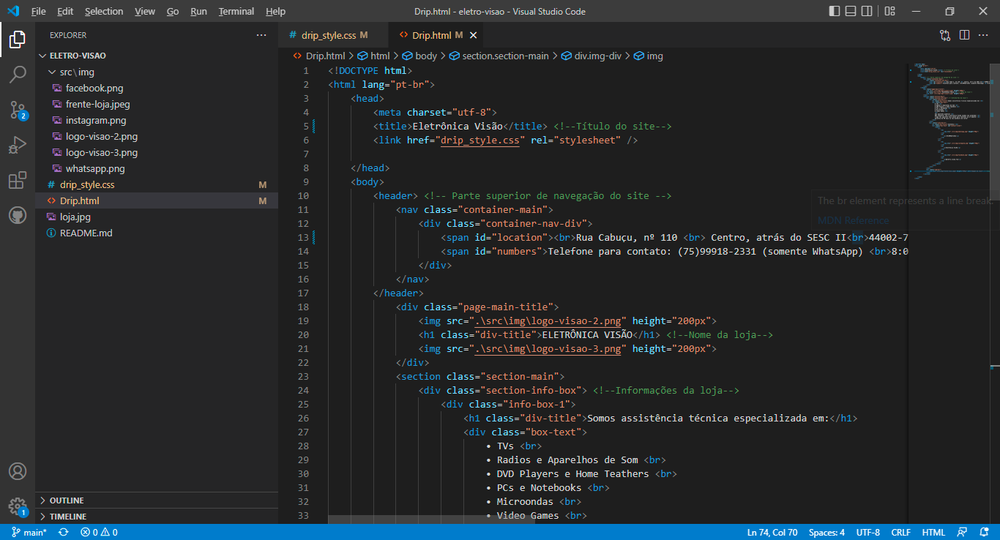 File Edit Selection View Go Run Terminal Help
Drip.html - eletro-visao - Visual Studio Code
EXPLORER
ELETRO-VISAO
src\img
facebook.png
frente-loja.jpeg
instagram.png
logo-visao-2.png
logo-visao-3.png
whatsapp.png
# drip_style.css M
<> Drip.html M
loja.jpg
README.md
OUTLINE
TIMELINE
2
1
# drip_style.css M
<> Drip.html M
<> Drip.html > html > body > section.section-main > div.img-div > img
1 <!DOCTYPE html>
2 <html lang="pt-br">
3 <head>
4 <meta charset="utf-8">
5 <title>Eletrônica Visão</title> <!--Título do site-->
6 <link href="drip_style.css" rel="stylesheet" />
7
8 </head>
9 <body>
10 <header> <!-- Parte superior de navegação do site -->
11 <nav class="container-main">
12 <div class="container-nav-div">
13 <span id="location"><br>Rua Cabuçu, nº 110 <br> Centro, atrás do SESC II<br>44002-7
14 <span id="numbers">Telefone para contato: (75)99918-2331 (somente WhatsApp) <br>8:0
15 </div>
16 </nav>
17 </header>
18 <div class="page-main-title">
19 <img src=".\src\img\logo-visao-2.png" height="200px">
20 <h1 class="div-title">ELETRÔNICA VISÃO</h1> <!--Nome da loja-->
21 <img src=".\src\img\logo-visao-3.png" height="200px">
22 </div>
23 <section class="section-main">
24 <div class="section-info-box"> <!--Informações da loja-->
25 <div class="info-box-1">
26 <h1 class="div-title">Somos assistência técnica especializada em:</h1>
27 <div class="box-text">
28 • TVs <br>
29 • Radios e Aparelhos de Som <br>
30 • DVD Players e Home Teathers <br>
31 • PCs e Notebooks <br>
32 • Microondas <br>
33 • Video Games <br>
The br element represents a line break.
MDN Reference
main* 0 0
Ln 74, Col 70 Spaces: 4 UTF-8 CRLF HTML